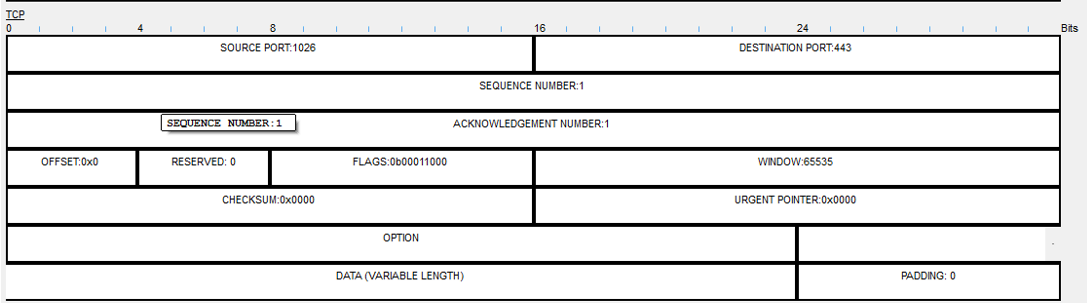 TCP
0 4 8 16 24 Bits
SOURCE PORT:1026 DESTINATION PORT:443
SEQUENCE NUMBER:1
SEQUENCE NUMBER:1 ACKNOWLEDGEMENT NUMBER:1
OFFSET:0x0 RESERVED: 0 FLAGS:0b00011000 WINDOW:65535
CHECKSUM:0x0000 URGENT POINTER:0x0000
OPTION
DATA (VARIABLE LENGTH) PADDING: 0